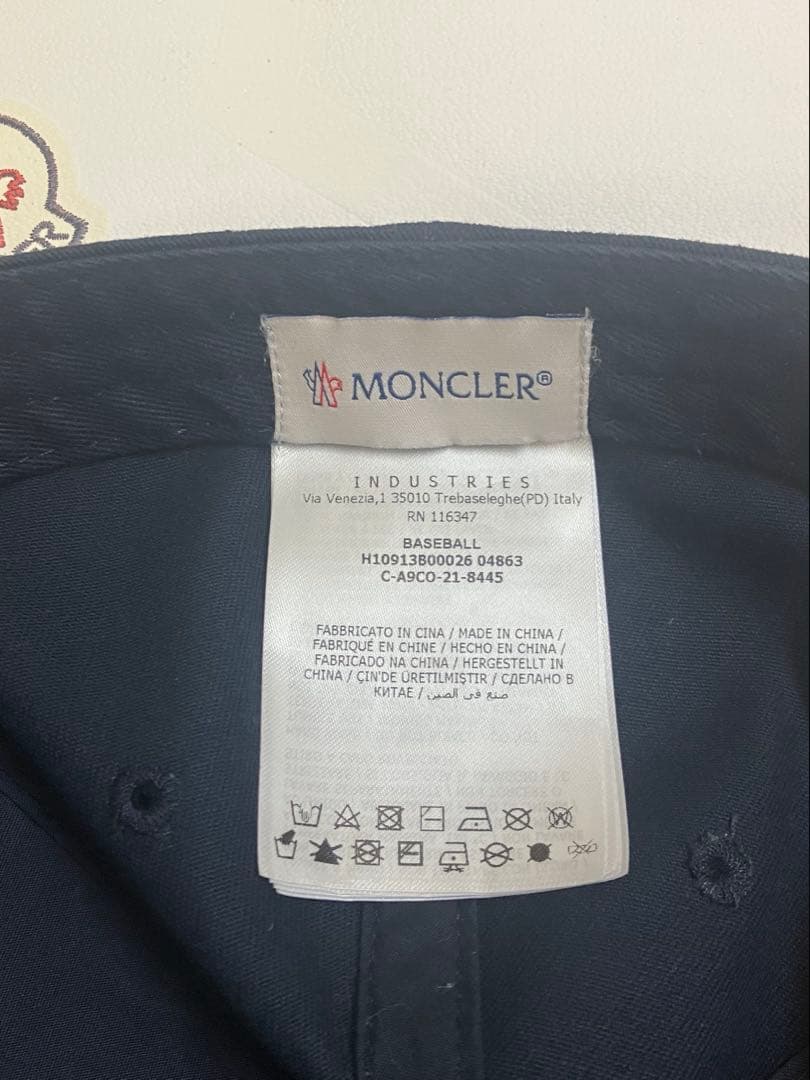 MONCLER®
INDUSTRIES
Via Venezia,1 35010 Trebaseleghe(PD) Italy
RN 116347
BASEBALL
H10913B00026 04863
C-A9CO-21-8445
FABBRICATO IN CINA / MADE IN CHINA /
FABRIQUÉ EN CHINE / HECHO EN CHINA /
FABRICADO NA CHINA / HERGESTELLT IN
CHINA / ÇIN'DE ÜRETILMIŞTIR / СДЕЛАНО В
КИТАЕ / صنع في الصين